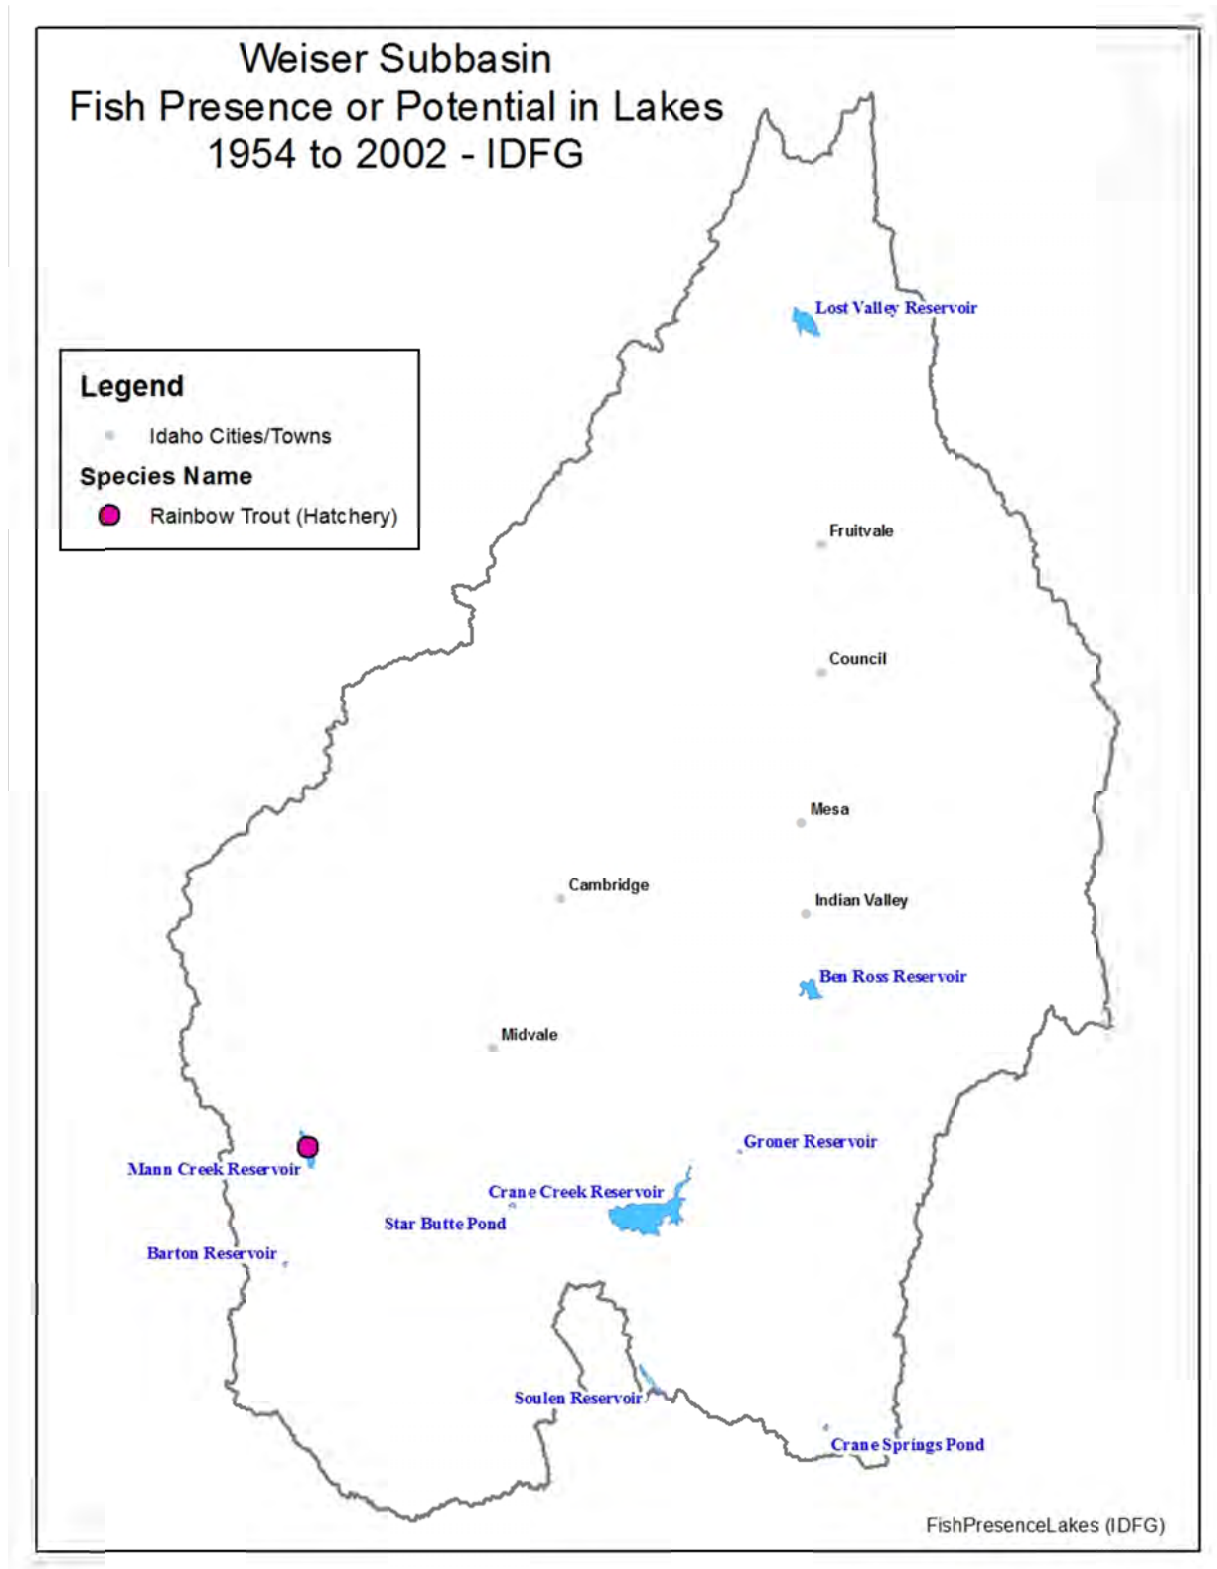 Weiser Subbasin
Fish Presence or Potential in Lakes
1954 to 2002 - IDFG
Lost Valley Reservoir
Legend
Idaho Cities/Towns
Species Name
Rainbow Trout (Hatchery)
Fruitvale
Council
Mesa
Cambridge
Indian Valley
Ben Ross Reservoir
Midvale
Groner Reservoir
Mann Creek Reservoir
Crane Creek Reservoir
Star Butte Pond
Barton Reservoir
Soulen Reservoir
Crane Springs Pond
FishPresenceLakes (IDFG)